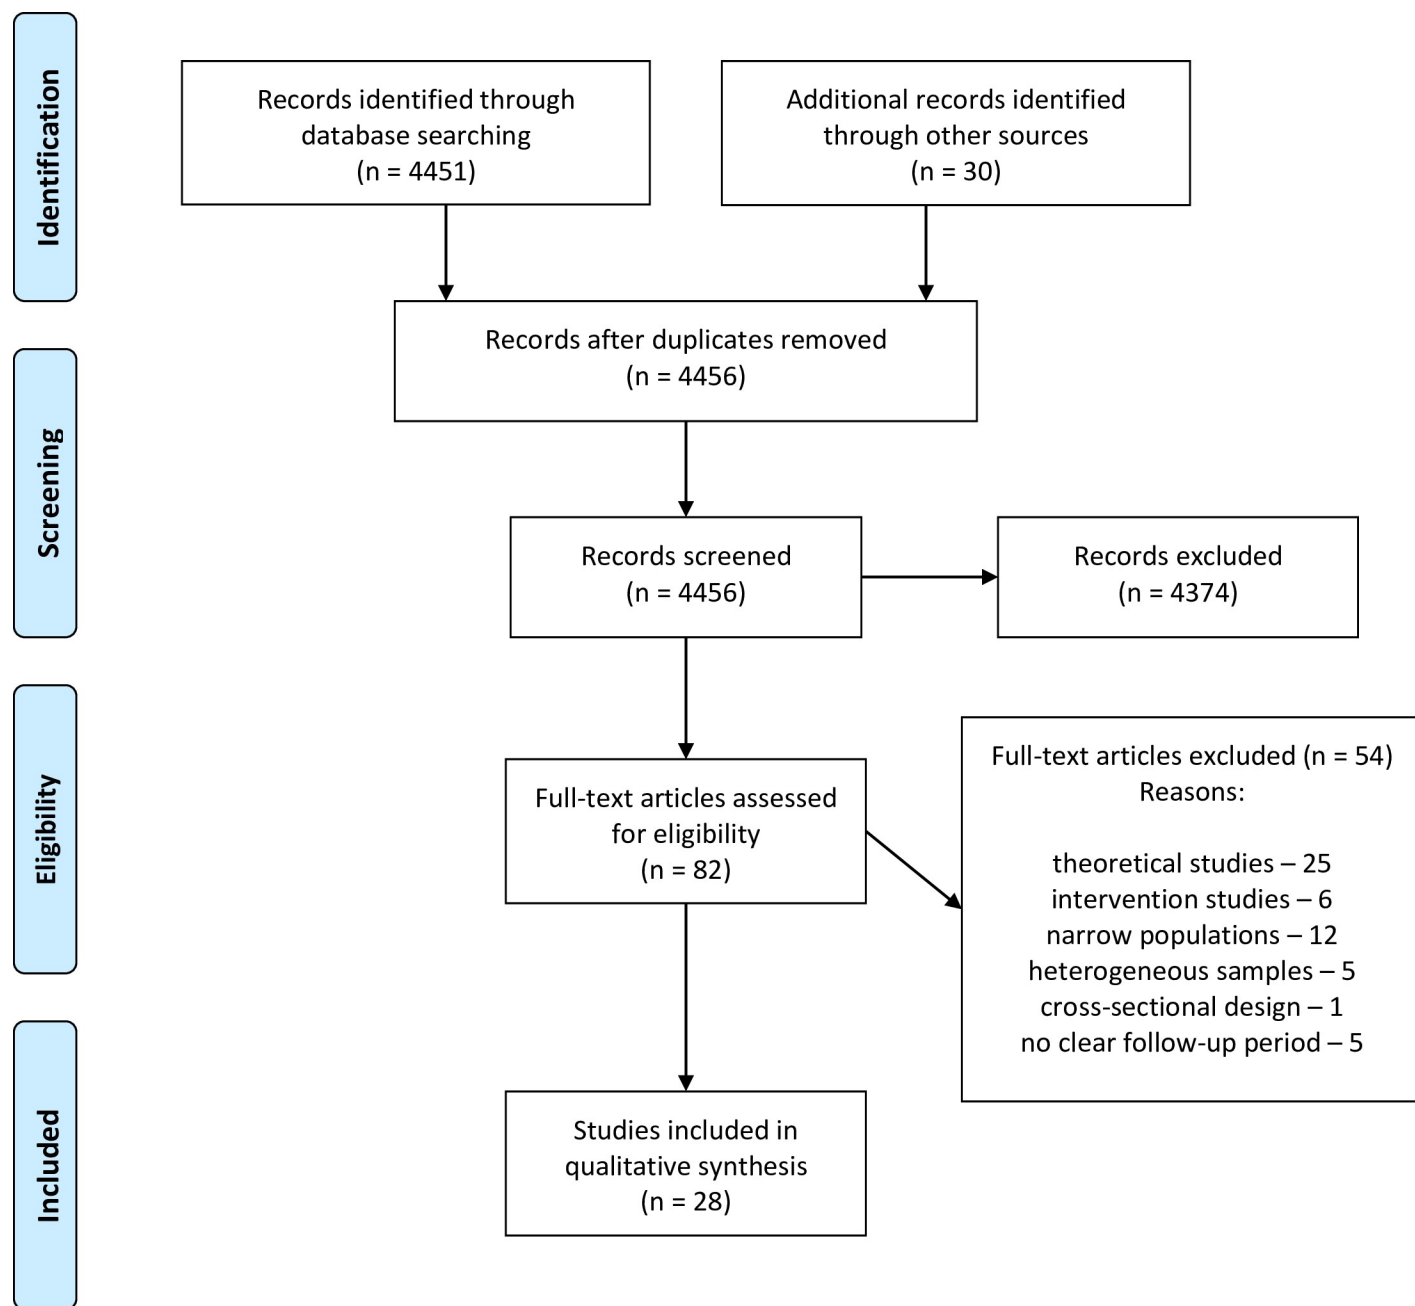 Identification
Records identified through
database searching
(n = 4451)
Additional records identified
through other sources
(n = 30)
Records after duplicates removed
(n = 4456)
Screening
Records screened
(n = 4456)
Records excluded
(n = 4374)
Eligibility
Full-text articles assessed
for eligibility
(n = 82)
Full-text articles excluded (n = 54)
Reasons:
theoretical studies – 25
intervention studies – 6
narrow populations – 12
heterogeneous samples – 5
cross-sectional design – 1
no clear follow-up period – 5
Included
Studies included in
qualitative synthesis
(n = 28)